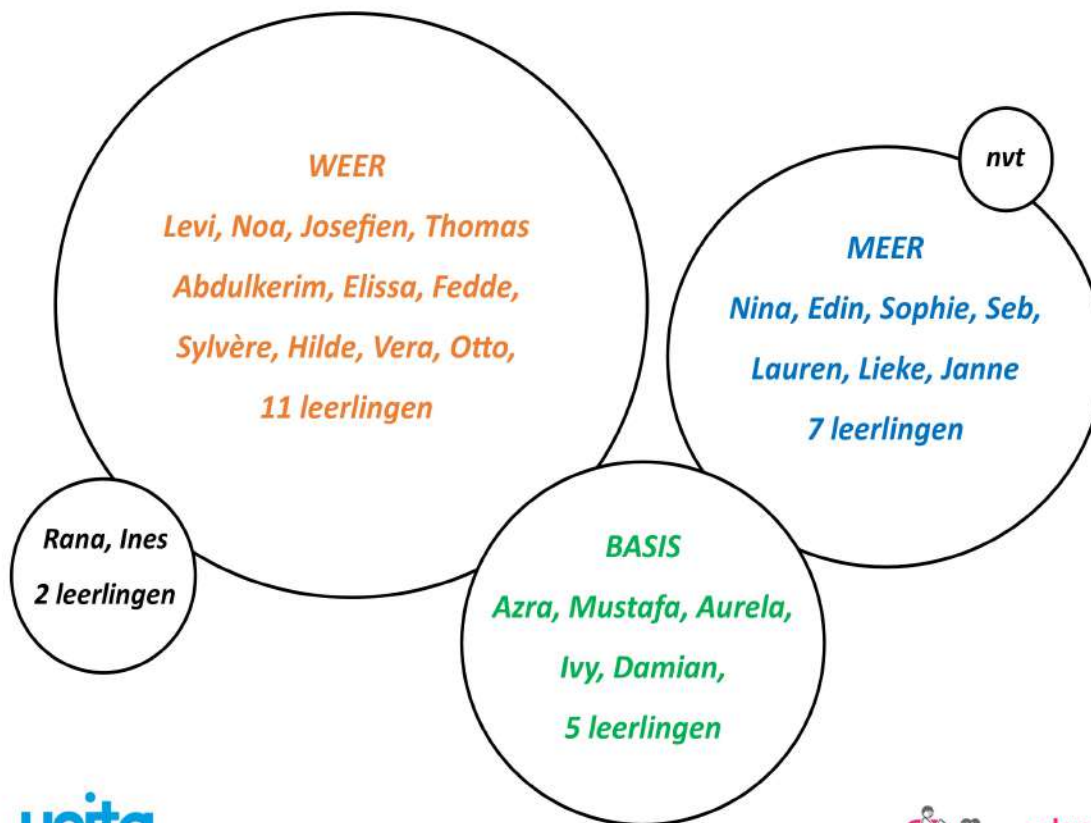 WEER
Levi, Noa, Josefien, Thomas
Abdulkerim, Elissa, Fedde,
Sylvère, Hilde, Vera, Otto,
11 leerlingen
nvt
MEER
Nina, Edin, Sophie, Seb,
Lauren, Lieke, Janne
7 leerlingen
Rana, Ines
2 leerlingen
BASIS
Azra, Mustafa, Aurela,
Ivy, Damian,
5 leerlingen